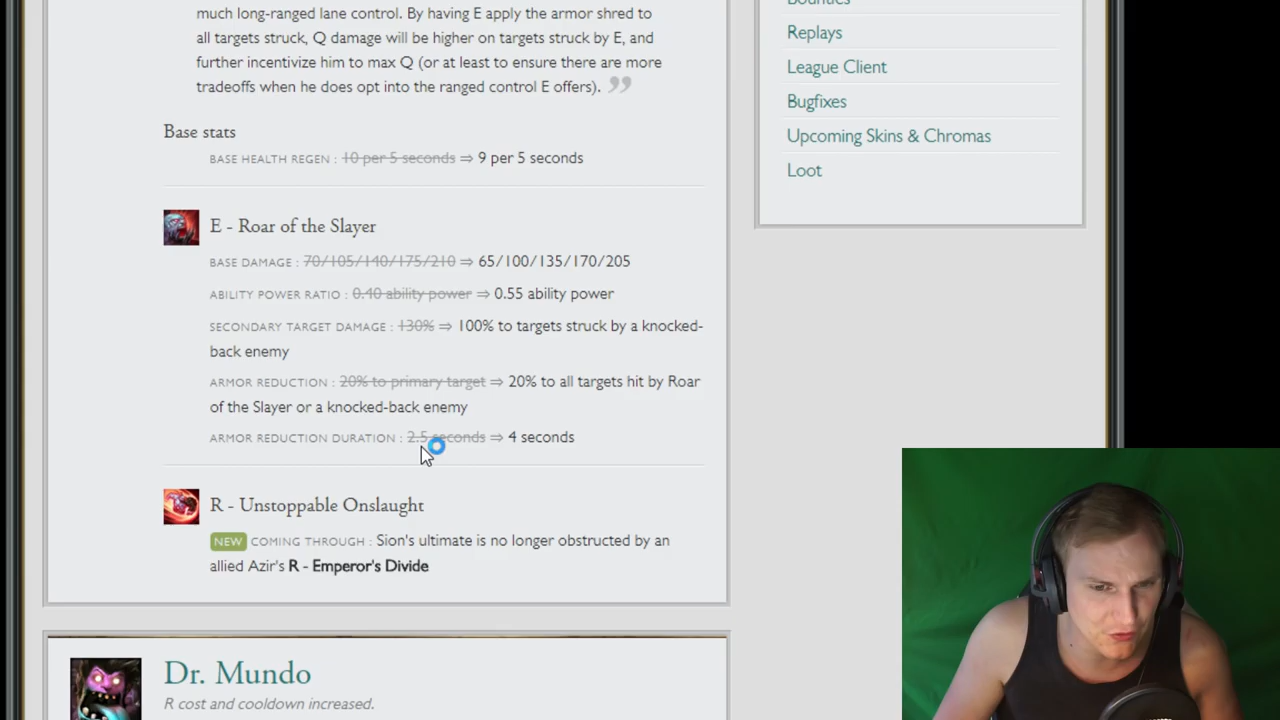 much long-ranged lane control. By having E apply the armor shred to
all targets struck, Q damage will be higher on targets struck by E, and
further incentivize him to max Q (or at least to ensure there are more
tradeoffs when he does opt into the ranged control E offers). ”
Base stats
BASE HEALTH REGEN : 10 per 5 seconds ⇒ 9 per 5 seconds
E - Roar of the Slayer
BASE DAMAGE : 70/105/140/175/210 ⇒ 65/100/135/170/205
ABILITY POWER RATIO : 0.40 ability power ⇒ 0.55 ability power
SECONDARY TARGET DAMAGE : 130% ⇒ 100% to targets struck by a knocked-
back enemy
ARMOR REDUCTION : 20% to primary target ⇒ 20% to all targets hit by Roar
of the Slayer or a knocked-back enemy
ARMOR REDUCTION DURATION : 2.5 seconds ⇒ 4 seconds
R - Unstoppable Onslaught
NEW COMING THROUGH : Sion's ultimate is no longer obstructed by an
allied Azir's R - Emperor's Divide
Dr. Mundo
R cost and cooldown increased.
Bounties
Replays
League Client
Bugfixes
Upcoming Skins & Chromas
Loot